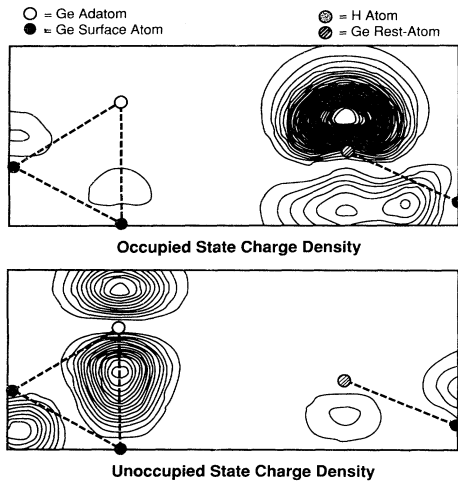 = Ge Adatom
= Ge Surface Atom
= H Atom
= Ge Rest-Atom
Occupied State Charge Density
Unoccupied State Charge Density